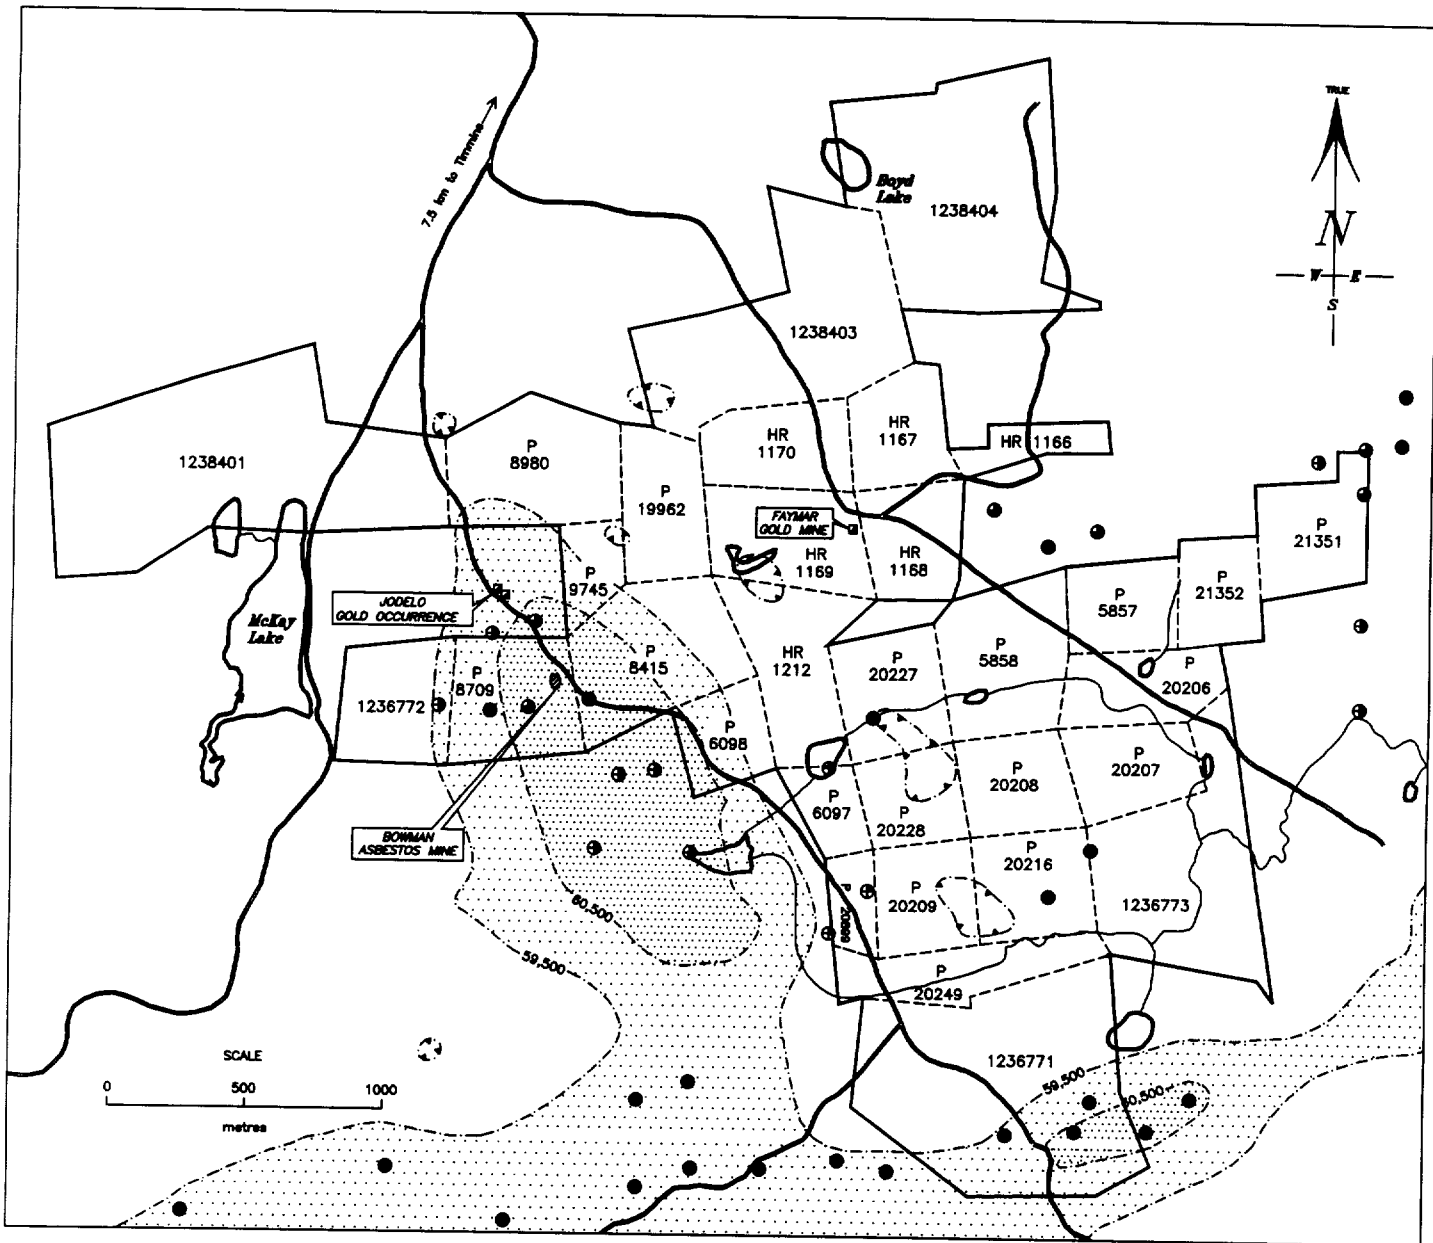 TRUE
N
W E
S
7.5 km to Timmins
Boyd
Lake
1238404
1238403
HR
1170
HR
1167
HR 1166
1238401
P
8980
P
19962
FAYMAR
GOLD MINE
P
21351
HR
1169
HR
1168
P
9745
JODELO
GOLD OCCURRENCE
P
5857
P
21352
McKay
Lake
P
8415
HR
1212
P
20227
P
5858
P
20206
P
8709
1236772
P
6098
P
20208
P
20207
P
6097
P
20228
BOWMAN
ASBESTOS MINE
P
20216
P
20209
1236773
60,500
59,500
P
20249
SCALE
0 500 1000
metres
1236771
59,500
60,500